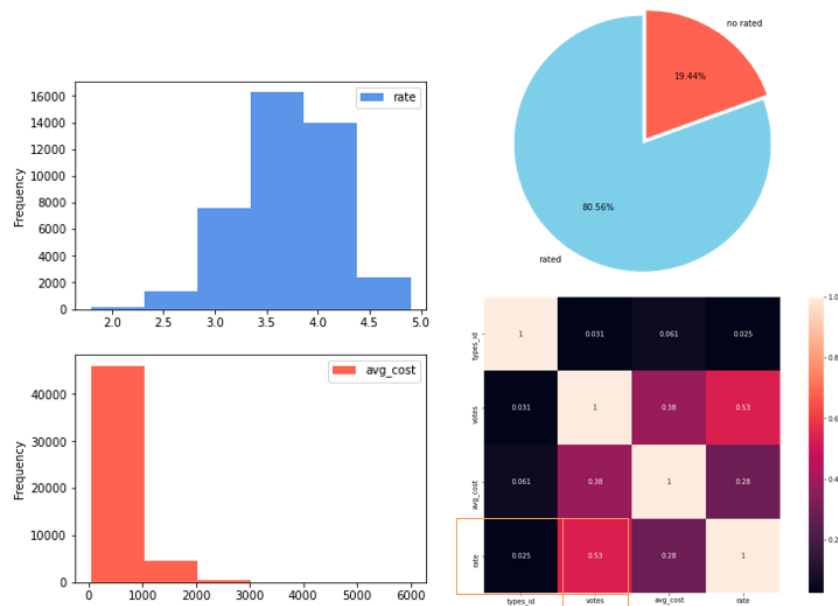 rate
Frequency
16000
14000
12000
10000
8000
6000
4000
2000
0
2.0 2.5 3.0 3.5 4.0 4.5 5.0
avg_cost
Frequency
40000
30000
20000
10000
0
0 1000 2000 3000 4000 5000 6000
no rated
19.44%
80.56%
rated
types_id 1 0.031 0.061 0.025
votes 0.031 1 0.38 0.53
avg_cost 0.061 0.38 1 0.28
rate 0.025 0.53 0.28 1
types_id votes avg_cost rate
1.0
0.8
0.6
0.4
0.2